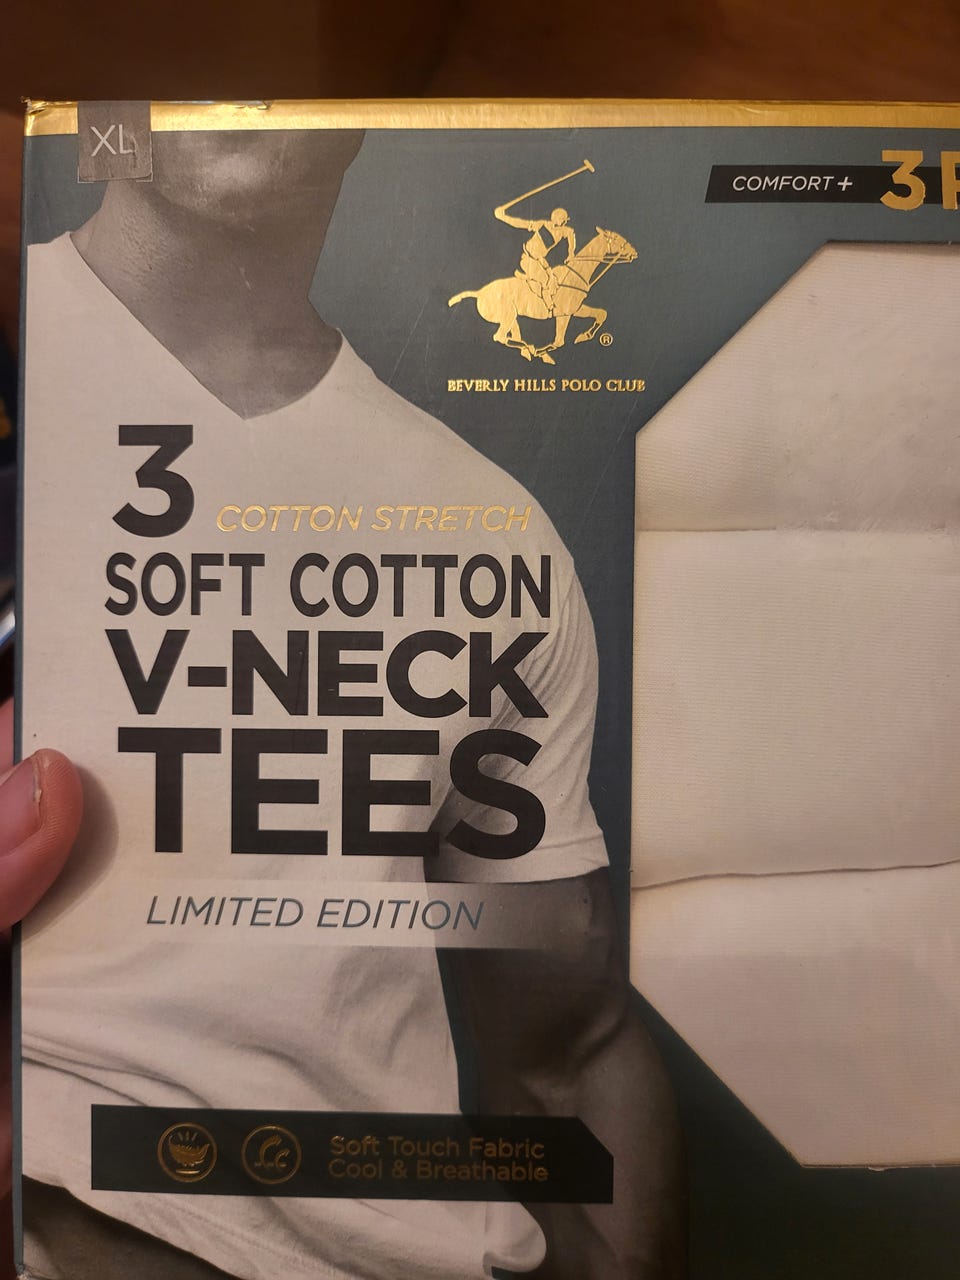 XL
COMFORT+ 3
®
BEVERLY HILLS POLO CLUB
3 COTTON STRETCH
SOFT COTTON
V-NECK
TEES
LIMITED EDITION
Soft Touch Fabric
Cool & Breathable